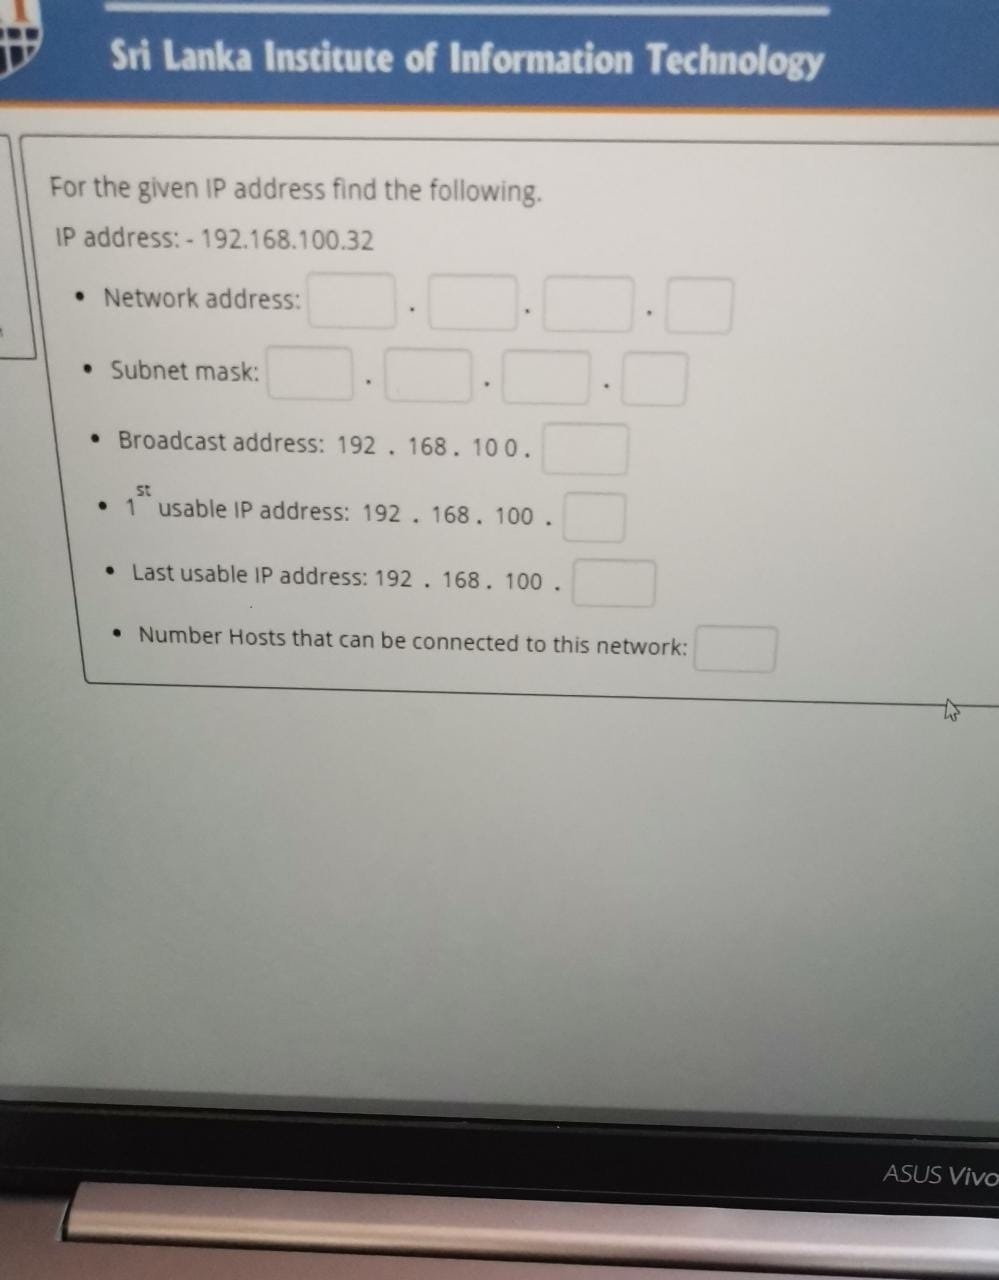 Sri Lanka Institute of Information Technology
For the given IP address find the following.
IP address: - 192.168.100.32
• Network address: . . .
• Subnet mask: . . .
• Broadcast address: 192 . 168 . 10 0 .
• 1st usable IP address: 192 . 168 . 100 .
• Last usable IP address: 192 . 168 . 100 .
• Number Hosts that can be connected to this network:
ASUS Vivo